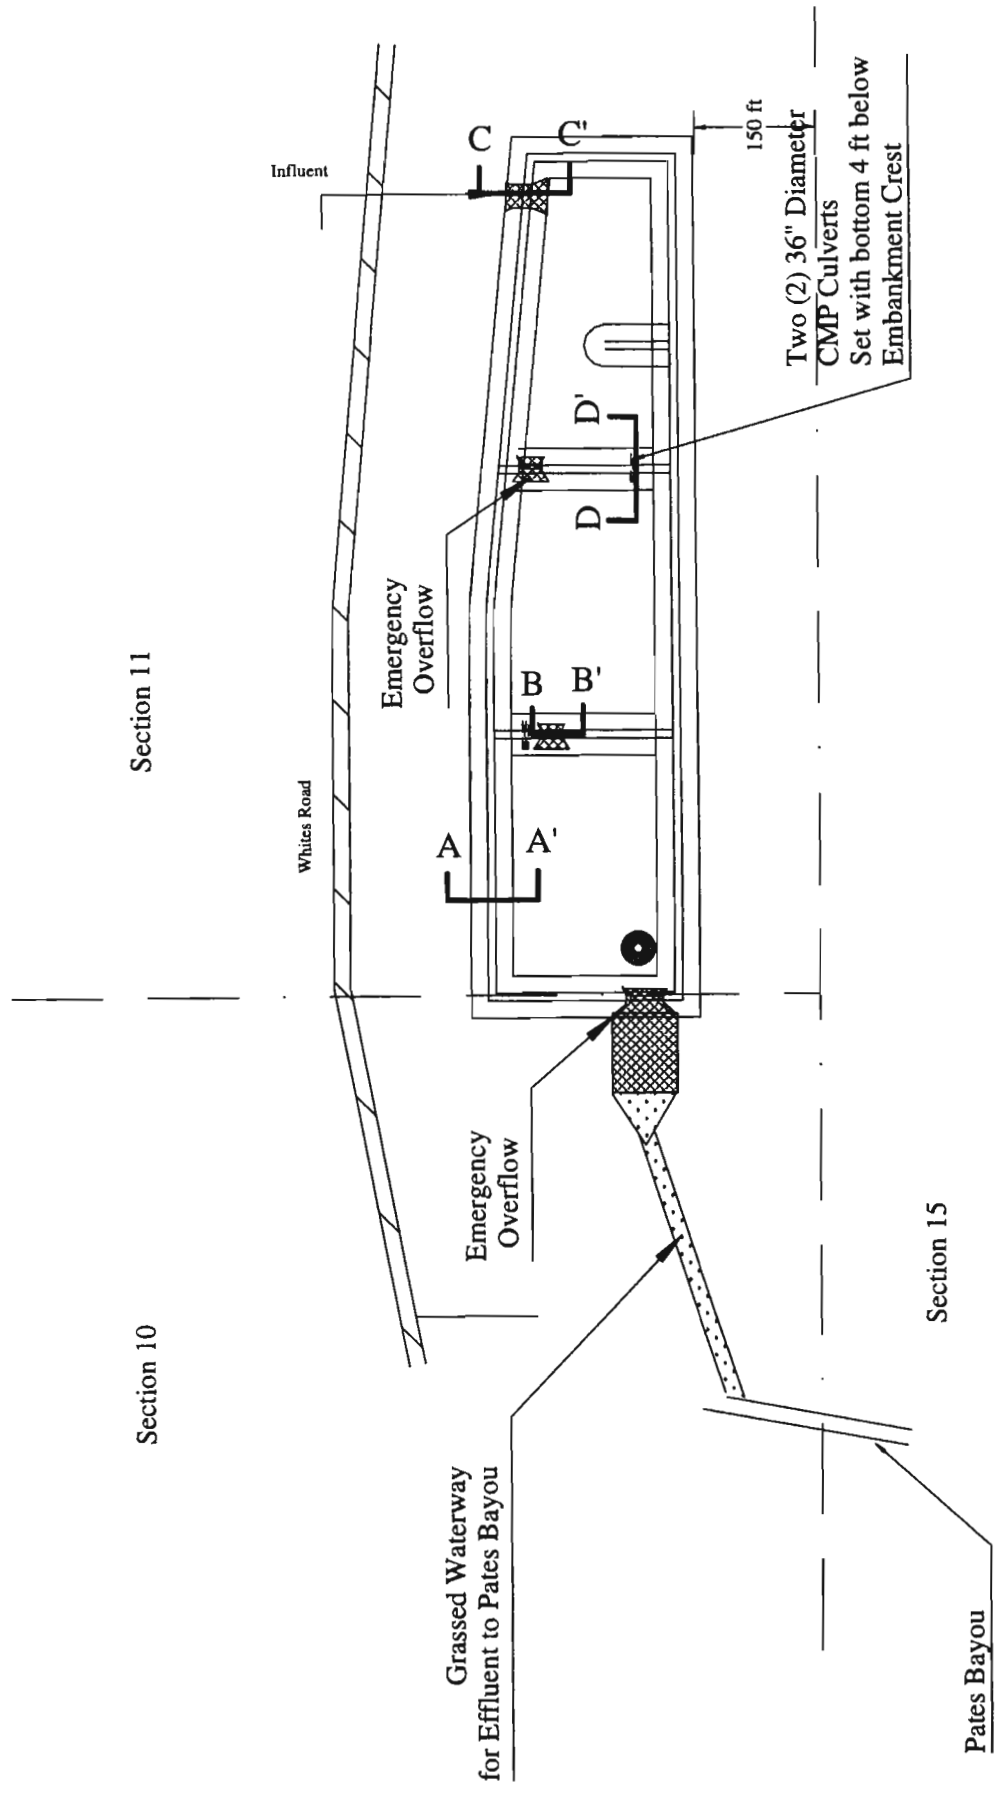 Section 10
Section 11
Whites Road
Influent
Grassed Waterway
for Effluent to Pates Bayou
Emergency
Overflow
Emergency
Overflow
A
A'
B
B'
C
C'
D
D'
150 ft
Two (2) 36" Diameter
CMP Culverts
Set with bottom 4 ft below
Embankment Crest
Section 15
Pates Bayou